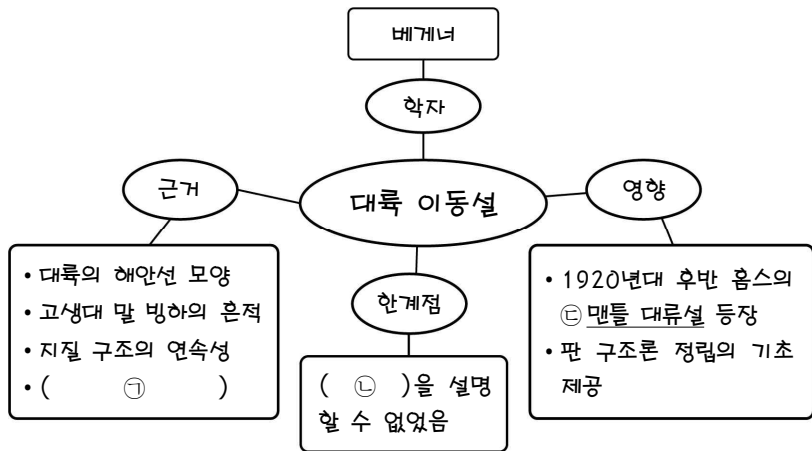 베게너
학자
근거
대륙 이동설
영향
• 대륙의 해안선 모양
• 고생대 말 빙하의 흔적
• 지질 구조의 연속성
• ( ㉠ )
한계점
( ㉡ )을 설명
할 수 없었음
• 1920년대 후반 홈스의
㉢ 맨틀 대류설 등장
• 판 구조론 정립의 기초
제공